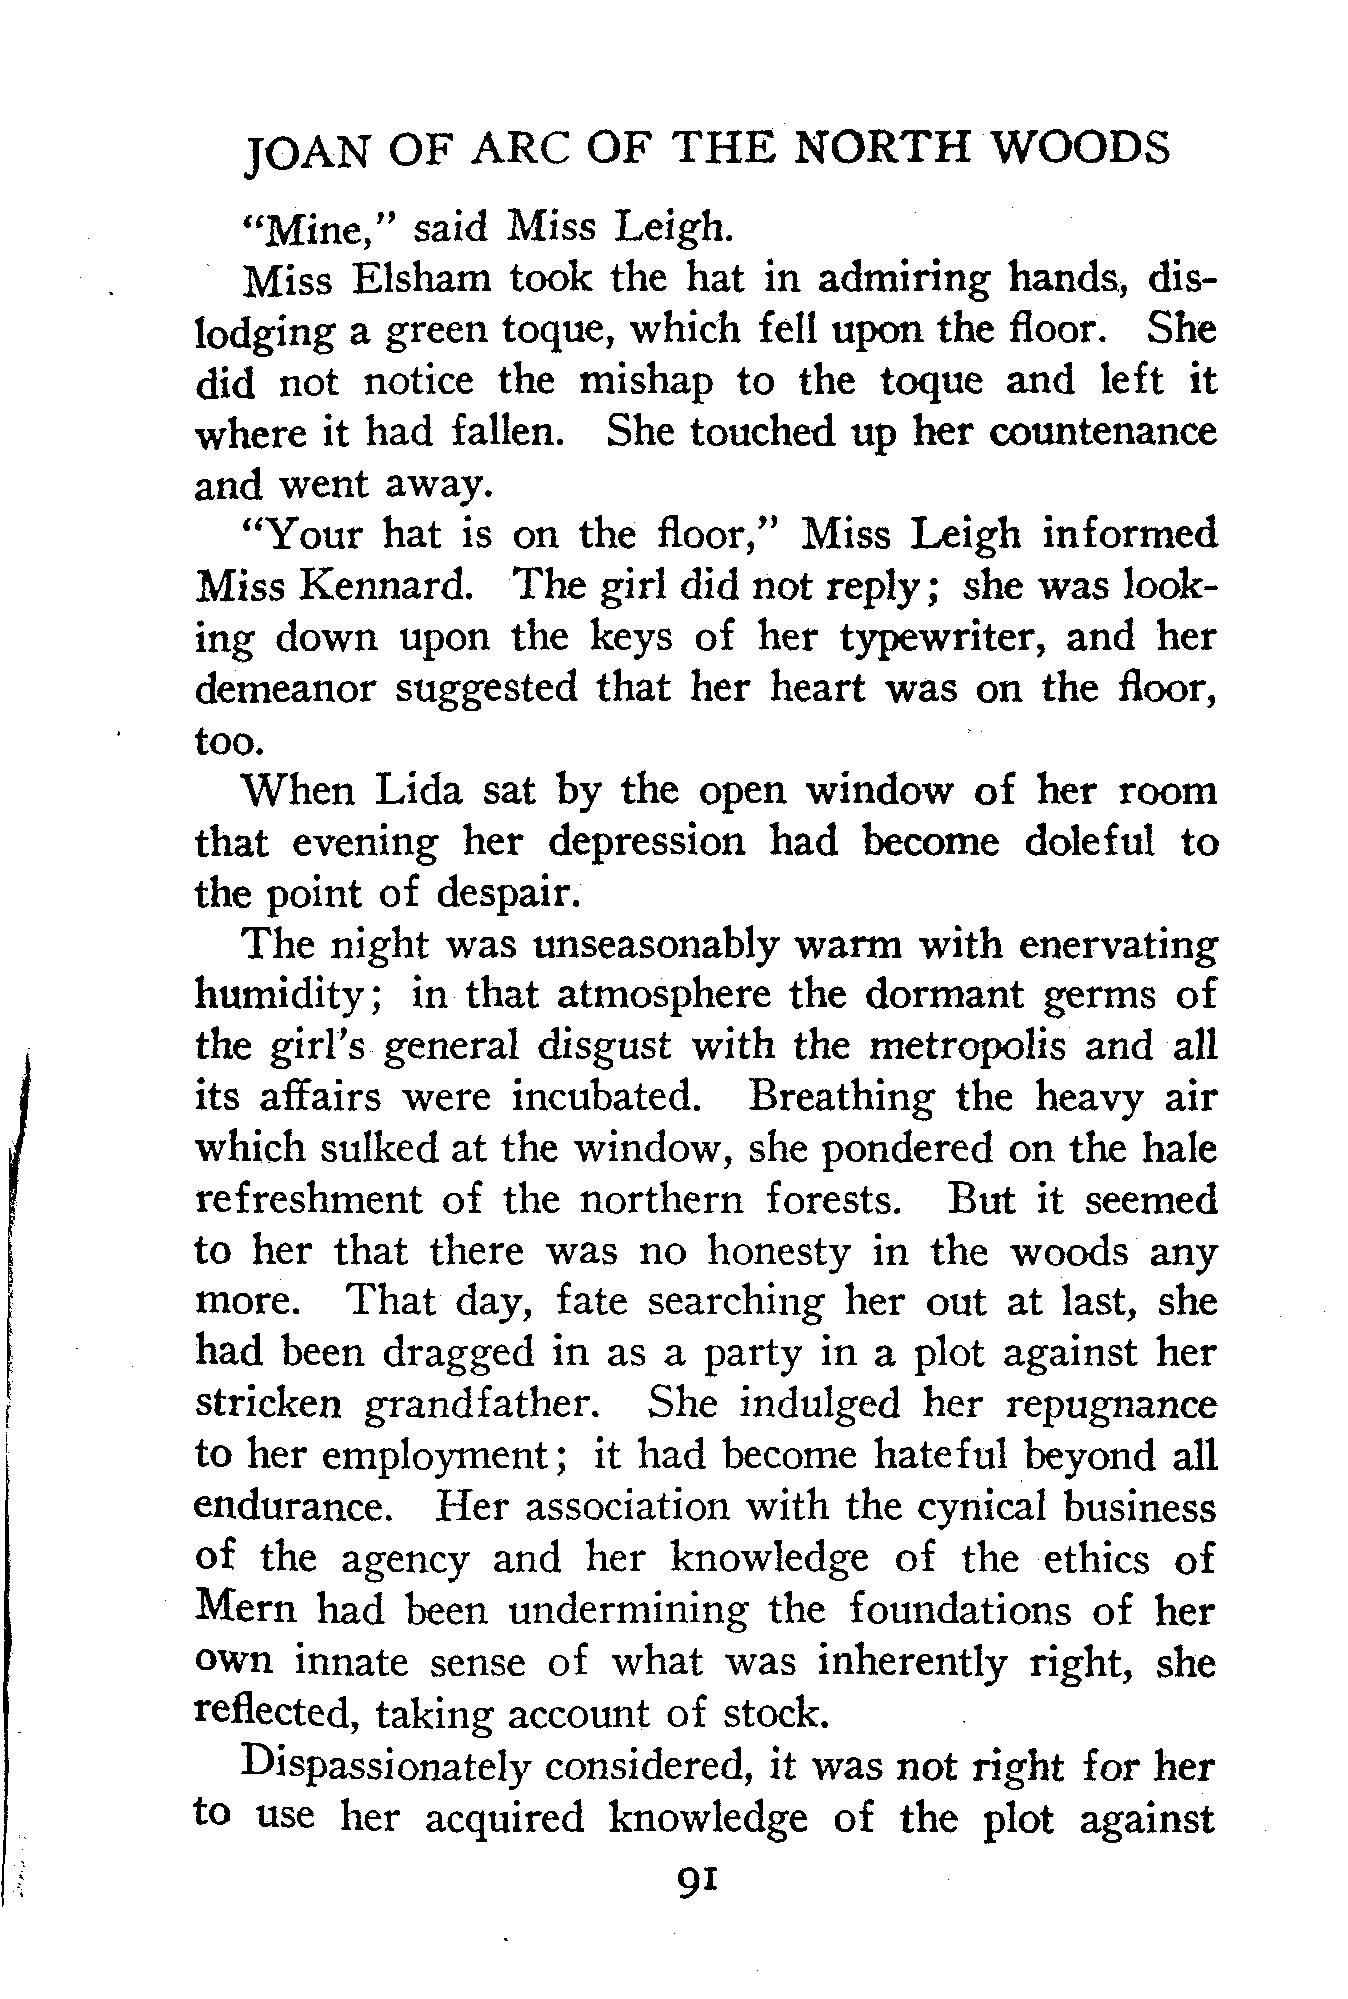 JOAN OF ARC OF THE NORTH WOODS
“Mine,” said Miss Leigh.
Miss Elsham took the hat in admiring hands, dis-
lodging a green toque, which fell upon the floor. She
did not notice the mishap to the toque and left it
where it had fallen. She touched up her countenance
and went away.
“Your hat is on the floor,” Miss Leigh informed
Miss Kennard. The girl did not reply; she was look-
ing down upon the keys of her typewriter, and her
demeanor suggested that her heart was on the floor,
too.
When Lida sat by the open window of her room
that evening her depression had become doleful to
the point of despair.
The night was unseasonably warm with enervating
humidity; in that atmosphere the dormant germs of
the girl’s general disgust with the metropolis and all
its affairs were incubated. Breathing the heavy air
which sulked at the window, she pondered on the hale
refreshment of the northern forests. But it seemed
to her that there was no honesty in the woods any
more. That day, fate searching her out at last, she
had been dragged in as a party in a plot against her
stricken grandfather. She indulged her repugnance
to her employment; it had become hateful beyond all
endurance. Her association with the cynical business
of the agency and her knowledge of the ethics of
Mern had been undermining the foundations of her
own innate sense of what was inherently right, she
reflected, taking account of stock.
Dispassionately considered, it was not right for her
to use her acquired knowledge of the plot against
91